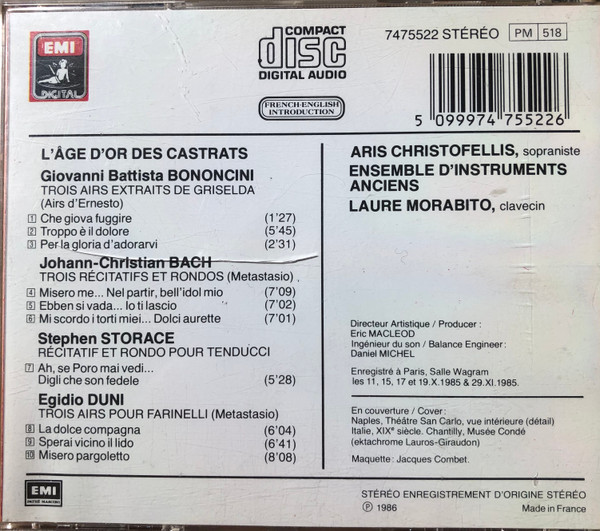 EMI
DIGITAL
COMPACT
disc
DIGITAL AUDIO
7475522 STÉRÉO
PM 518
FRENCH-ENGLISH
INTRODUCTION
5 099974 755226
L'ÂGE D'OR DES CASTRATS
Giovanni Battista BONONCINI
TROIS AIRS EXTRAITS DE GRISELDA
(Airs d'Ernesto)
1 Che giova fuggire (1'27)
2 Troppo è il dolore (5'45)
3 Per la gloria d'adorarvi (2'31)
Johann-Christian BACH
TROIS RÉCITATIFS ET RONDOS (Metastasio)
4 Misero me... Nel partir, bell'idol mio (7'09)
5 Ebben si vada... Io ti lascio (7'02)
6 Mi scordo i torti miei... Dolci aurette (7'01)
Stephen STORACE
RÉCITATIF ET RONDO POUR TENDUCCI
7 Ah, se Poro mai vedi...
Digli che son fedele (5'28)
Egidio DUNI
TROIS AIRS POUR FARINELLI (Metastasio)
8 La dolce compagna (6'04)
9 Sperai vicino il lido (6'41)
10 Misero pargoletto (8'08)
ARIS CHRISTOFELLIS, sopraniste
ENSEMBLE D'INSTRUMENTS
ANCIENS
LAURE MORABITO, clavecin
Directeur Artistique / Producer :
Eric MACLEOD
Ingénieur du son / Balance Engineer :
Daniel MICHEL
Enregistré à Paris, Salle Wagram
les 11, 15, 17 et 19.X.1985 & 29.XI.1985.
En couverture / Cover :
Naples, Théâtre San Carlo, vue intérieure (détail)
Italie, XIXe siècle. Chantilly, Musée Condé
(ektachrome Lauros-Giraudon)
Maquette : Jacques Combet.
EMI
PATHÉ MARCONI
STÉRÉO ENREGISTREMENT D'ORIGINE STÉRÉO
Ⓟ 1986
Made in France